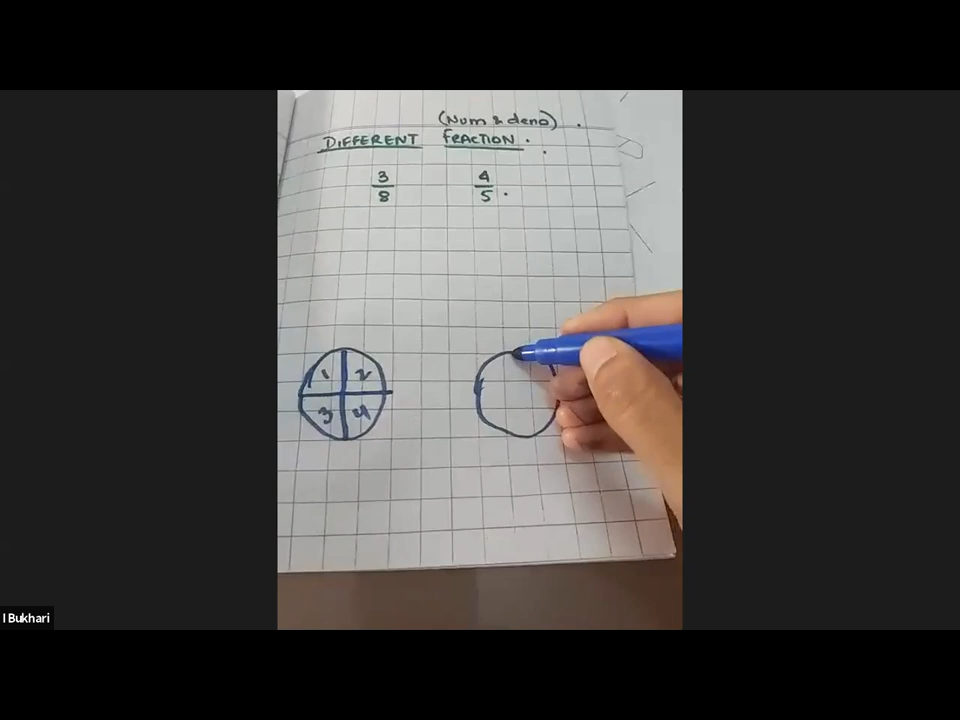 (Num & deno) .
DIFFERENT FRACTION .
3/8 4/5 .
1 2
3 4
I Bukhari